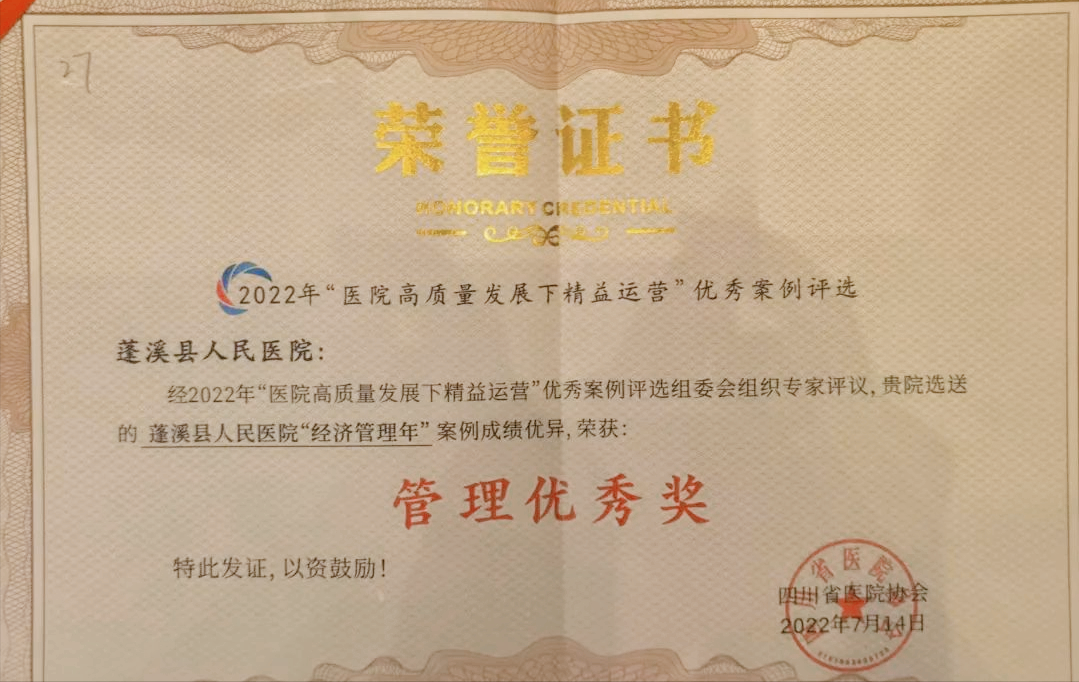 27
荣誉证书
HONORARY CREDENTIAL
2022年“医院高质量发展下精益运营”优秀案例评选
蓬溪县人民医院：
经2022年“医院高质量发展下精益运营”优秀案例评选组委会组织专家评议，贵院选送
的 蓬溪县人民医院“经济管理年” 案例成绩优异，荣获：
管理优秀奖
特此发证，以资鼓励！
四川省医院协会
2022年7月14日